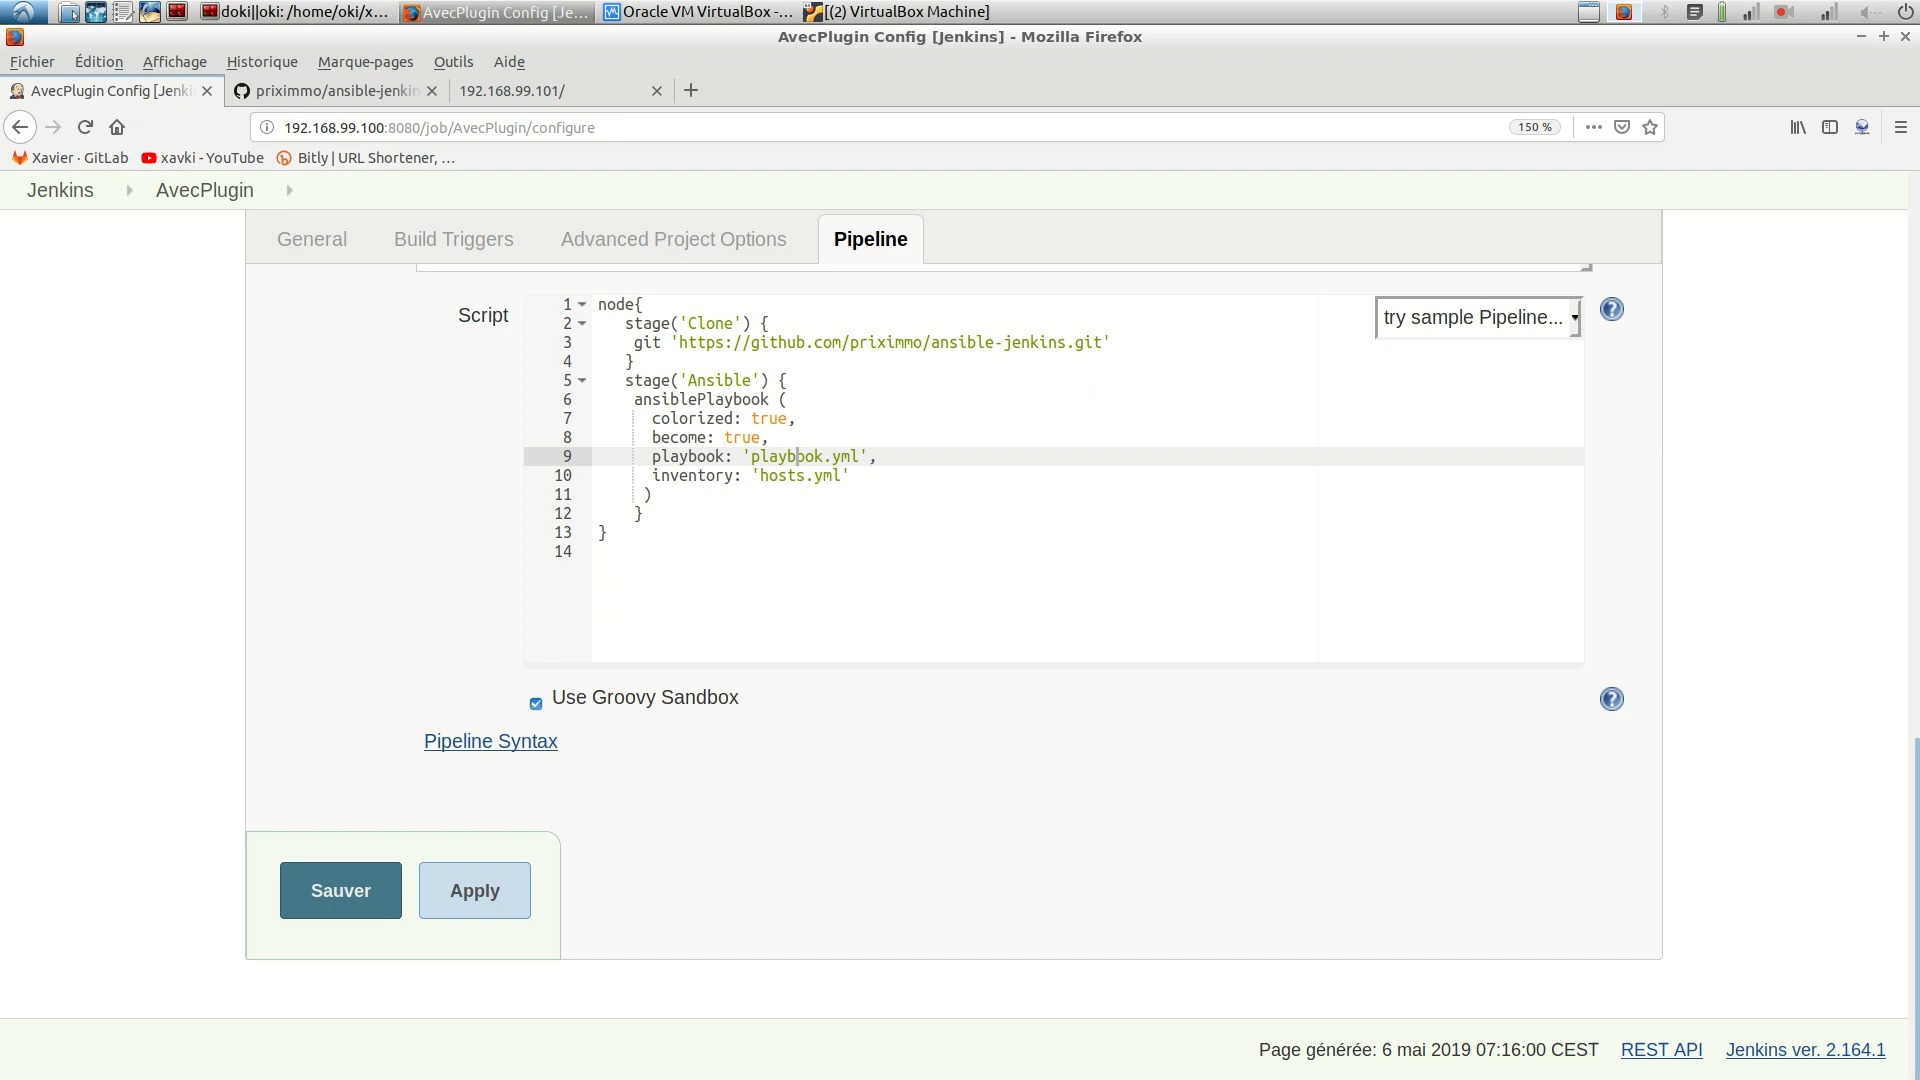 doki||oki: /home/oki/x...
AvecPlugin Config [Je...
Oracle VM VirtualBox -...
[(2) VirtualBox Machine]
AvecPlugin Config [Jenkins] - Mozilla Firefox
Fichier Édition Affichage Historique Marque-pages Outils Aide
AvecPlugin Config [Jenki
priximmo/ansible-jenkin
192.168.99.101/
192.168.99.100:8080/job/AvecPlugin/configure
150 %
Xavier · GitLab
xavki - YouTube
Bitly | URL Shortener, ...
Jenkins
AvecPlugin
General
Build Triggers
Advanced Project Options
Pipeline
Script
try sample Pipeline...
1 node{
2 stage('Clone') {
3 git 'https://github.com/priximmo/ansible-jenkins.git'
4 }
5 stage('Ansible') {
6 ansiblePlaybook (
7 colorized: true,
8 become: true,
9 playbook: 'playbook.yml',
10 inventory: 'hosts.yml'
11 )
12 }
13 }
14
Use Groovy Sandbox
Pipeline Syntax
Sauver
Apply
Page générée: 6 mai 2019 07:16:00 CEST REST API Jenkins ver. 2.164.1